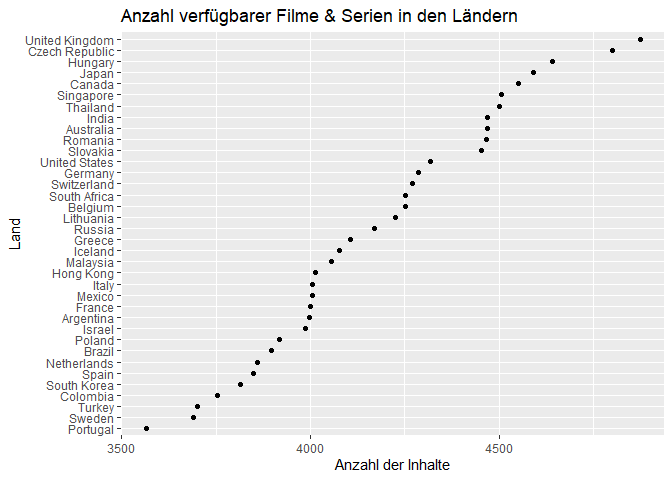 Anzahl verfügbarer Filme & Serien in den Ländern
United Kingdom
Czech Republic
Hungary
Japan
Canada
Singapore
Thailand
India
Australia
Romania
Slovakia
United States
Germany
Switzerland
South Africa
Belgium
Lithuania
Russia
Greece
Iceland
Malaysia
Hong Kong
Italy
Mexico
France
Argentina
Israel
Poland
Brazil
Netherlands
Spain
South Korea
Colombia
Turkey
Sweden
Portugal
Land
3500 4000 4500
Anzahl der Inhalte